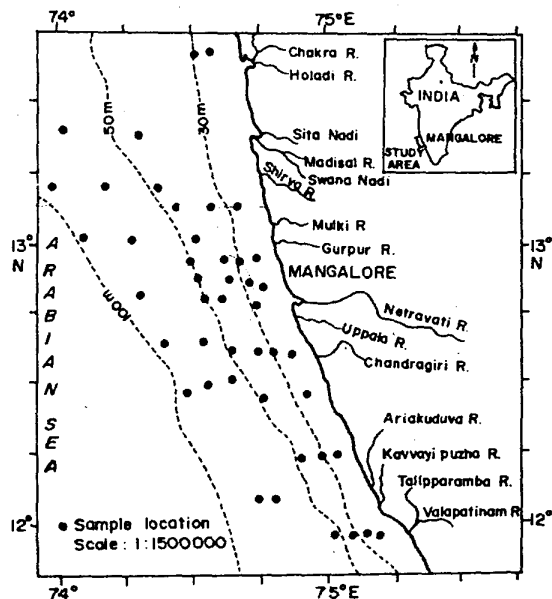 74°
75°E
Chakra R.
Holadi R.
N
INDIA
MANGALORE
STUDY
AREA
50m
30m
Sita Nadi
Madisal R.
Swana Nadi
Shirva R.
Mulki R
Gurpur R.
13°
N
13°
MANGALORE
ARABIAN SEA
100m
Netravati R.
Uppala R.
Chandragiri R.
Ariakuduva R.
Kavvayi puzha R.
Talipparamba R.
Valapatinam R
12°
12°
Sample location
Scale : 1:1500000
74°
75°E